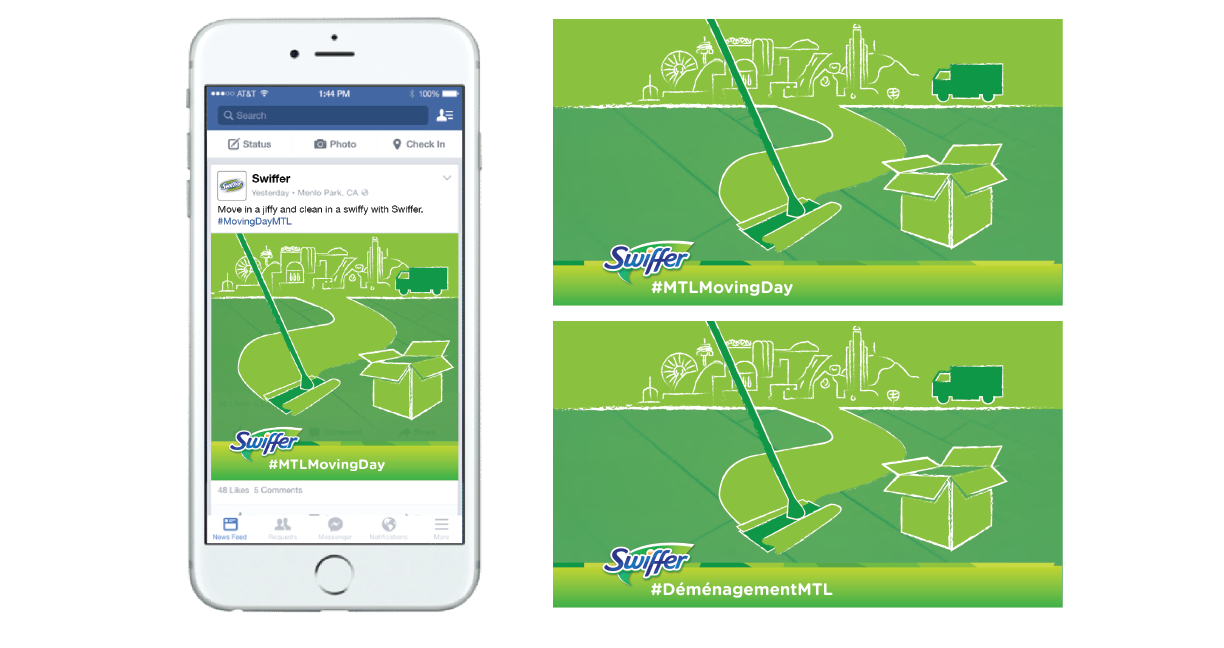 AT&T 1:44 PM 100%
Search
Status Photo Check In
Swiffer
Swiffer
Yesterday • Menlo Park, CA
Move in a jiffy and clean in a swiffy with Swiffer.
#MovingDayMTL
Swiffer
#MTLMovingDay
48 Likes 5 Comments
News Feed Requests Messenger Notifications More
Swiffer
#MTLMovingDay
Swiffer
#DéménagementMTL